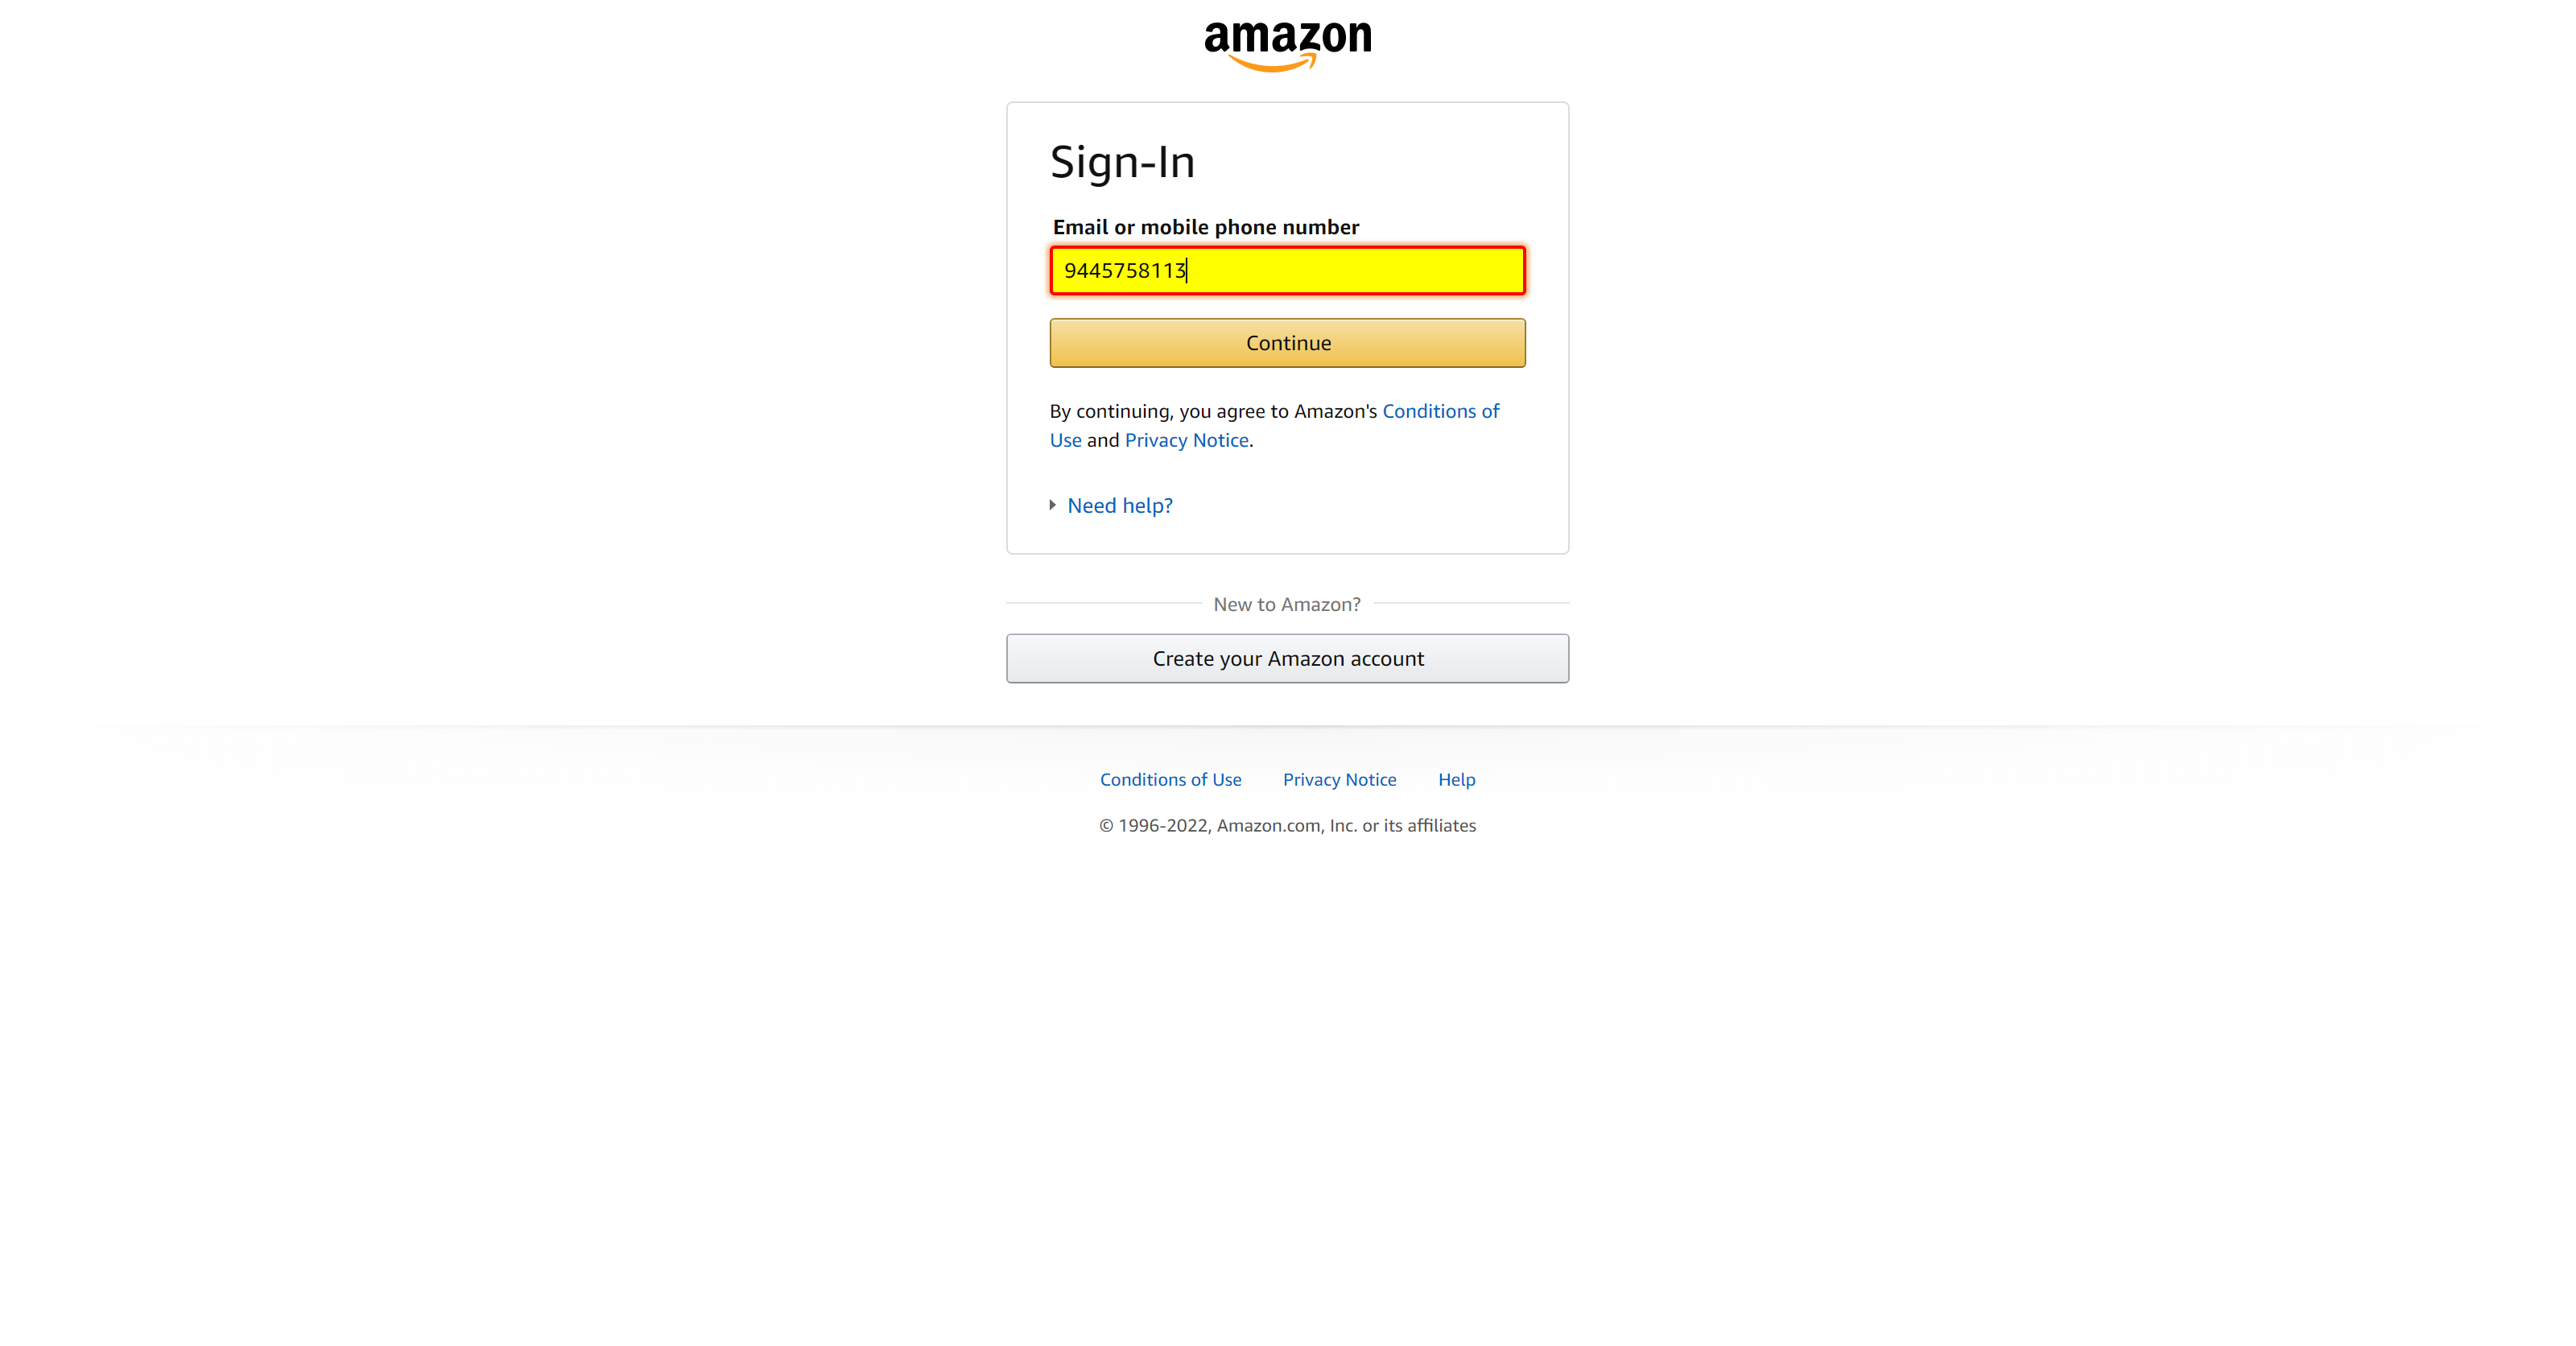 amazon
Sign-In
Email or mobile phone number
9445758113
Continue
By continuing, you agree to Amazon's Conditions of
Use and Privacy Notice.
Need help?
New to Amazon?
Create your Amazon account
Conditions of Use Privacy Notice Help
© 1996-2022, Amazon.com, Inc. or its affiliates